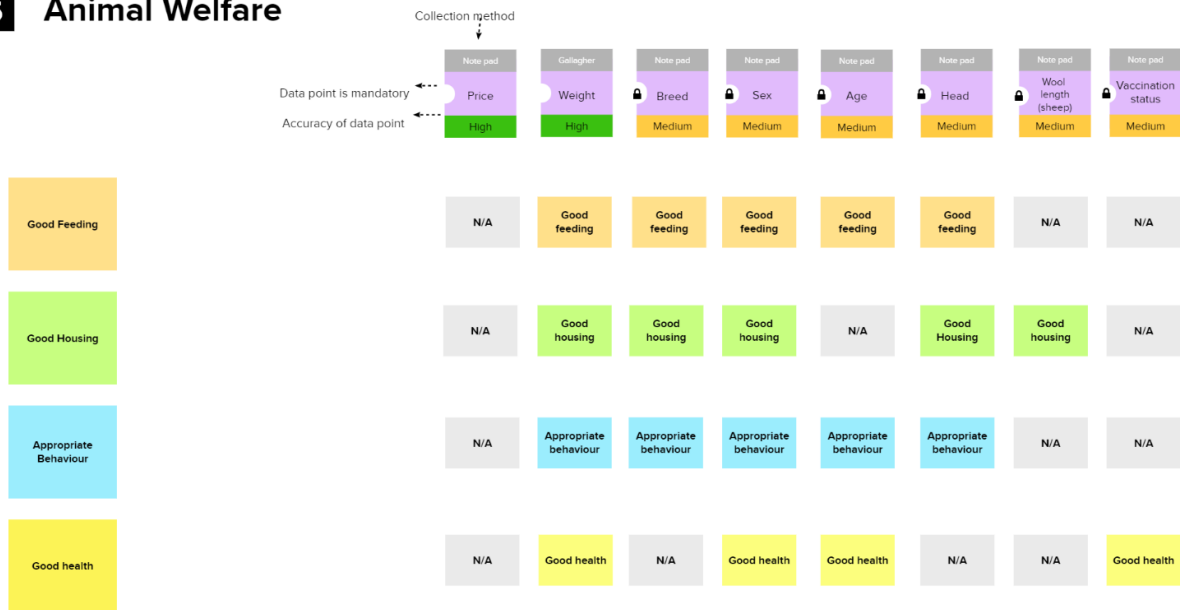 Animal Welfare
Collection method
Note pad
Gallagher
Note pad
Note pad
Note pad
Note pad
Note pad
Note pad
Data point is mandatory
Price
Weight
Breed
Sex
Age
Head
Wool
length
(sheep)
Vaccination
status
Accuracy of data point
High
High
Medium
Medium
Medium
Medium
Medium
Medium
Good Feeding
N/A
Good
feeding
Good
feeding
Good
feeding
Good
feeding
Good
feeding
N/A
N/A
Good Housing
N/A
Good
housing
Good
housing
Good
housing
N/A
Good
Housing
Good
housing
N/A
Appropriate
Behaviour
N/A
Appropriate
behaviour
Appropriate
behaviour
Appropriate
behaviour
Appropriate
behaviour
Appropriate
behaviour
N/A
N/A
Good health
N/A
Good health
N/A
Good health
Good health
N/A
N/A
Good health